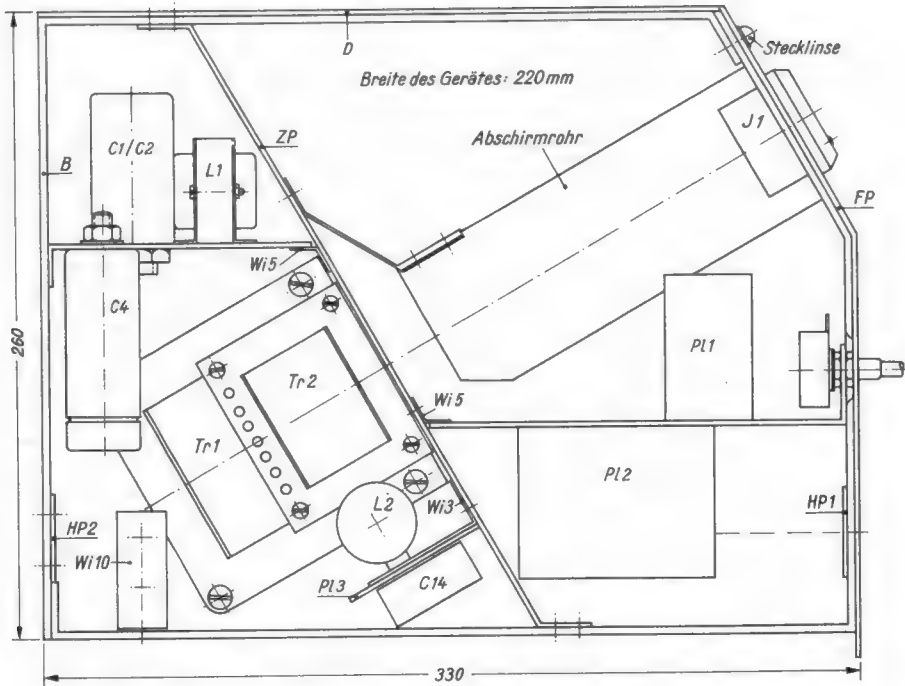 D
Stecklinse
Breite des Gerätes: 220mm
J1
C1/C2
L1
ZP
Abschirmrohr
B
FP
Wi5
C4
260
Pl1
Tr2
Wi5
Tr1
Pl2
L2
Wi3
HP1
HP2
Wi10
Pl3
C14
330